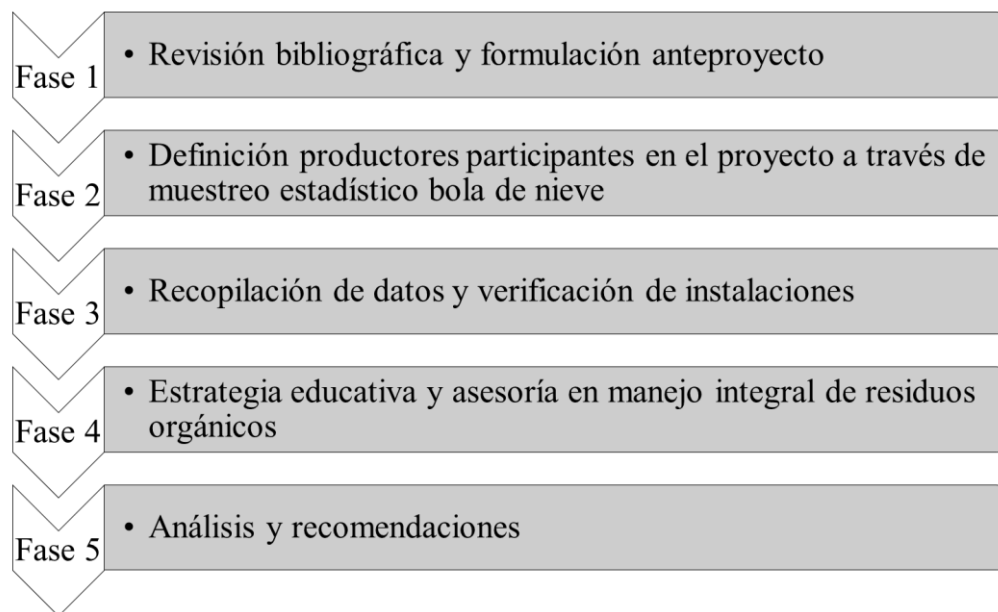 Fase 1
• Revisión bibliográfica y formulación anteproyecto
Fase 2
• Definición productores participantes en el proyecto a través de
muestreo estadístico bola de nieve
Fase 3
• Recopilación de datos y verificación de instalaciones
Fase 4
• Estrategia educativa y asesoría en manejo integral de residuos
orgánicos
Fase 5
• Análisis y recomendaciones